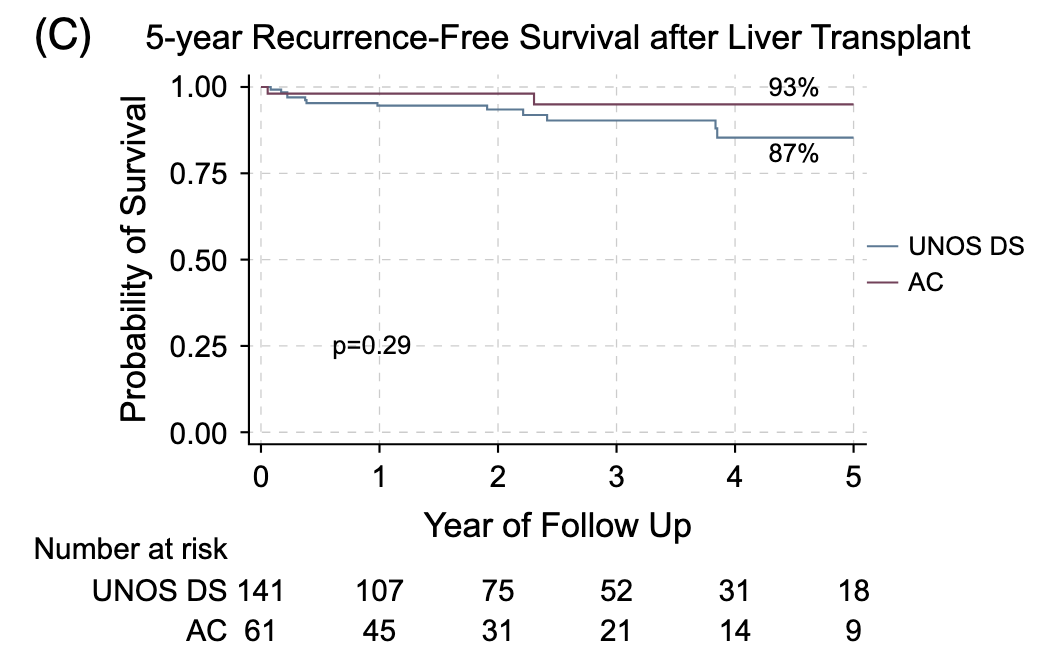 (C) 5-year Recurrence-Free Survival after Liver Transplant
Probability of Survival
1.00
0.75
0.50
0.25
0.00
93%
87%
p=0.29
UNOS DS
AC
0 1 2 3 4 5
Year of Follow Up
Number at risk
UNOS DS 141 107 75 52 31 18
AC 61 45 31 21 14 9